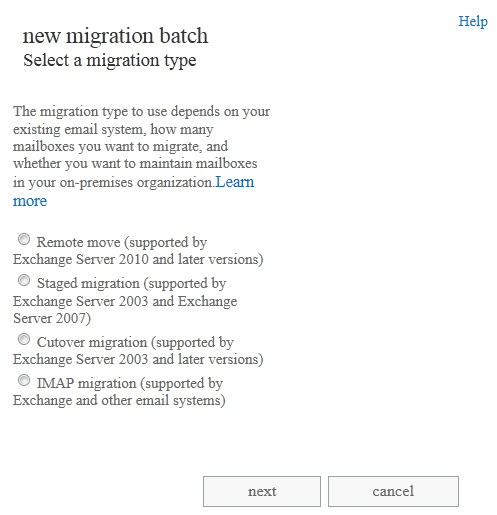 Help
new migration batch
Select a migration type
The migration type to use depends on your
existing email system, how many
mailboxes you want to migrate, and
whether you want to maintain mailboxes
in your on-premises organization.Learn
more
Remote move (supported by
Exchange Server 2010 and later versions)
Staged migration (supported by
Exchange Server 2003 and Exchange
Server 2007)
Cutover migration (supported by
Exchange Server 2003 and later versions)
IMAP migration (supported by
Exchange and other email systems)
next cancel